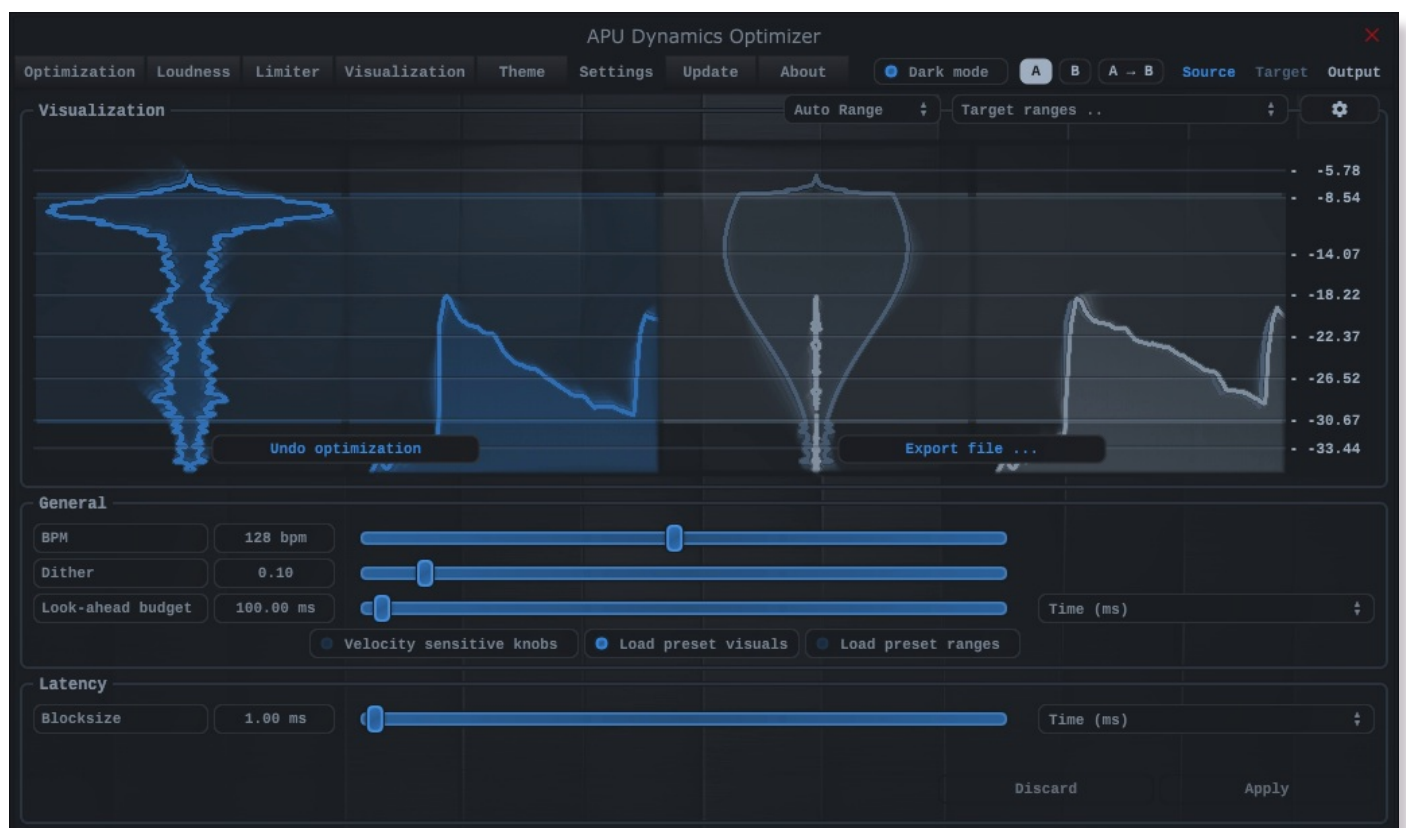 APU Dynamics Optimizer
Optimization Loudness Limiter Visualization Theme Settings Update About Dark mode A B A → B Source Target Output
Visualization Auto Range Target ranges ..
- -5.78
- -8.54
- -14.07
- -18.22
- -22.37
- -26.52
- -30.67
Undo optimization Export file ... - -33.44
General
BPM 128 bpm
Dither 0.10
Look-ahead budget 100.00 ms Time (ms)
Velocity sensitive knobs Load preset visuals Load preset ranges
Latency
Blocksize 1.00 ms Time (ms)
Discard Apply